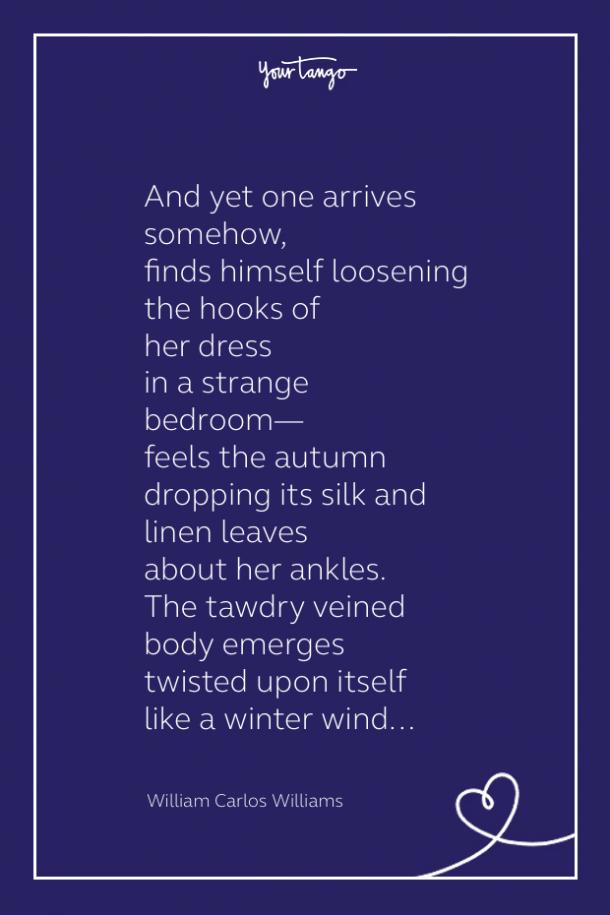 yourtango
And yet one arrives
somehow,
finds himself loosening
the hooks of
her dress
in a strange
bedroom—
feels the autumn
dropping its silk and
linen leaves
about her ankles.
The tawdry veined
body emerges
twisted upon itself
like a winter wind...
William Carlos Williams